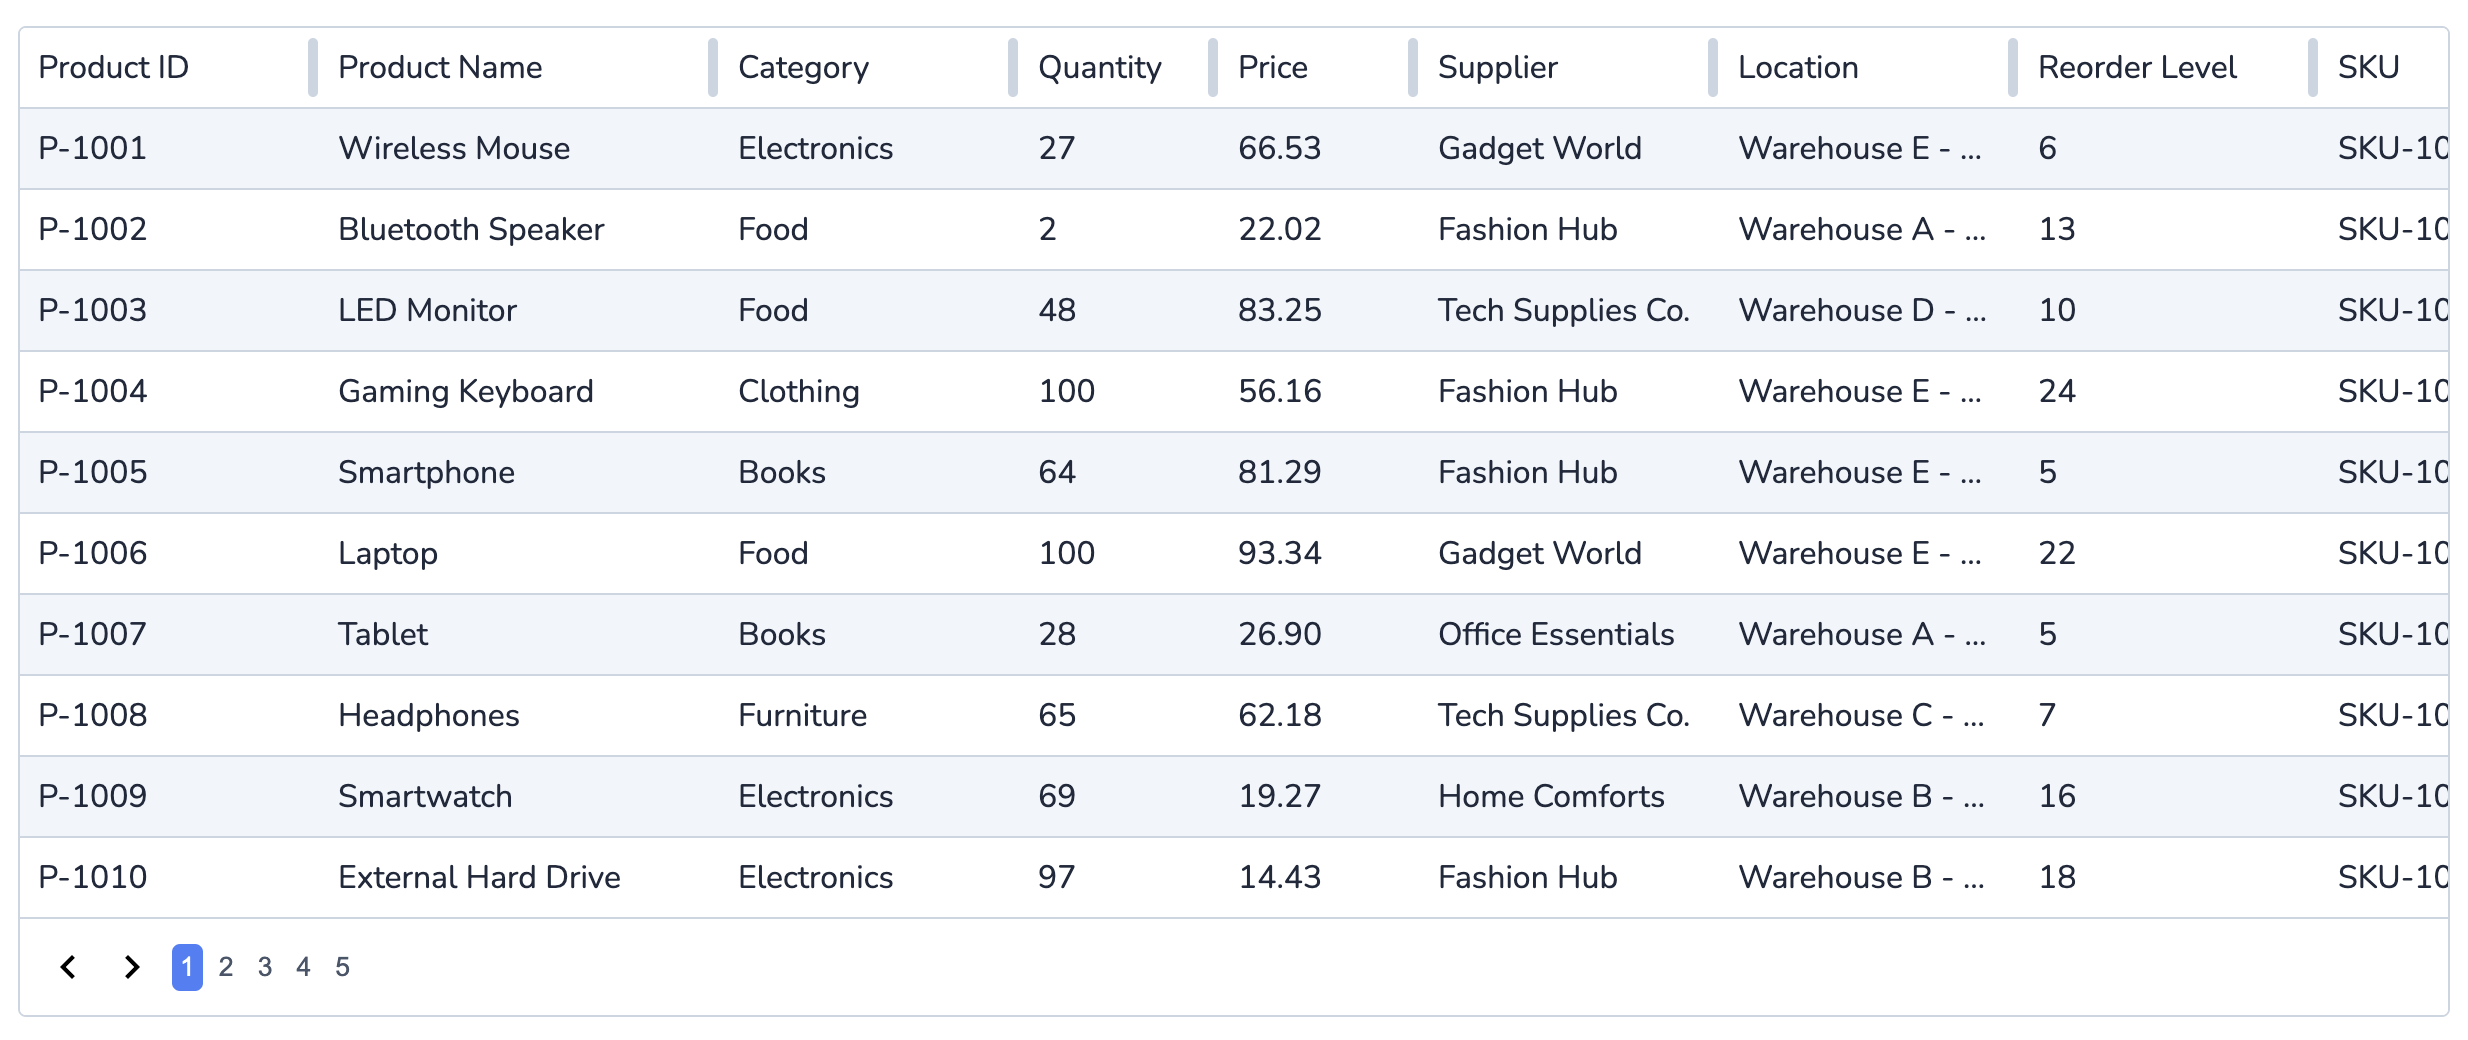 Product ID Product Name Category Quantity Price Supplier Location Reorder Level SKU
P-1001 Wireless Mouse Electronics 27 66.53 Gadget World Warehouse E - ... 6 SKU-10
P-1002 Bluetooth Speaker Food 2 22.02 Fashion Hub Warehouse A - ... 13 SKU-10
P-1003 LED Monitor Food 48 83.25 Tech Supplies Co. Warehouse D - ... 10 SKU-10
P-1004 Gaming Keyboard Clothing 100 56.16 Fashion Hub Warehouse E - ... 24 SKU-10
P-1005 Smartphone Books 64 81.29 Fashion Hub Warehouse E - ... 5 SKU-10
P-1006 Laptop Food 100 93.34 Gadget World Warehouse E - ... 22 SKU-10
P-1007 Tablet Books 28 26.90 Office Essentials Warehouse A - ... 5 SKU-10
P-1008 Headphones Furniture 65 62.18 Tech Supplies Co. Warehouse C - ... 7 SKU-10
P-1009 Smartwatch Electronics 69 19.27 Home Comforts Warehouse B - ... 16 SKU-10
P-1010 External Hard Drive Electronics 97 14.43 Fashion Hub Warehouse B - ... 18 SKU-10
1 2 3 4 5